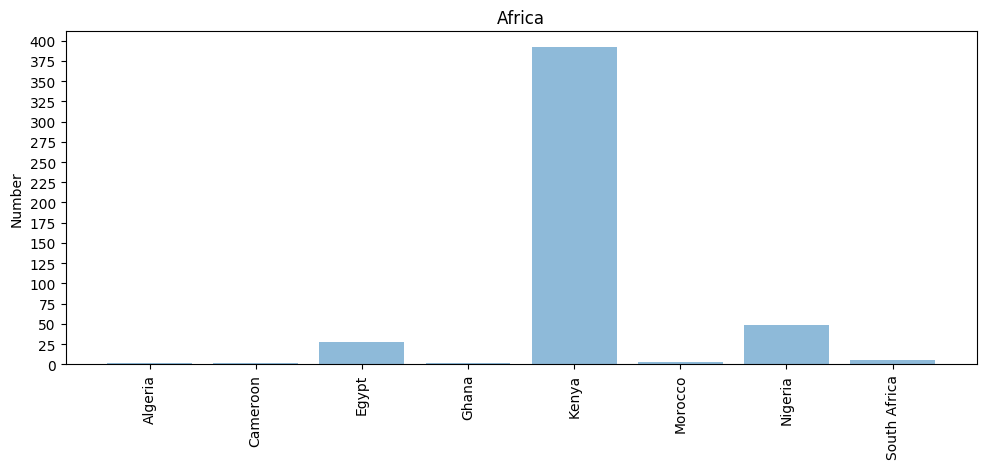 Africa
Number
400
375
350
325
300
275
250
225
200
175
150
125
100
75
50
25
0
Algeria
Cameroon
Egypt
Ghana
Kenya
Morocco
Nigeria
South Africa